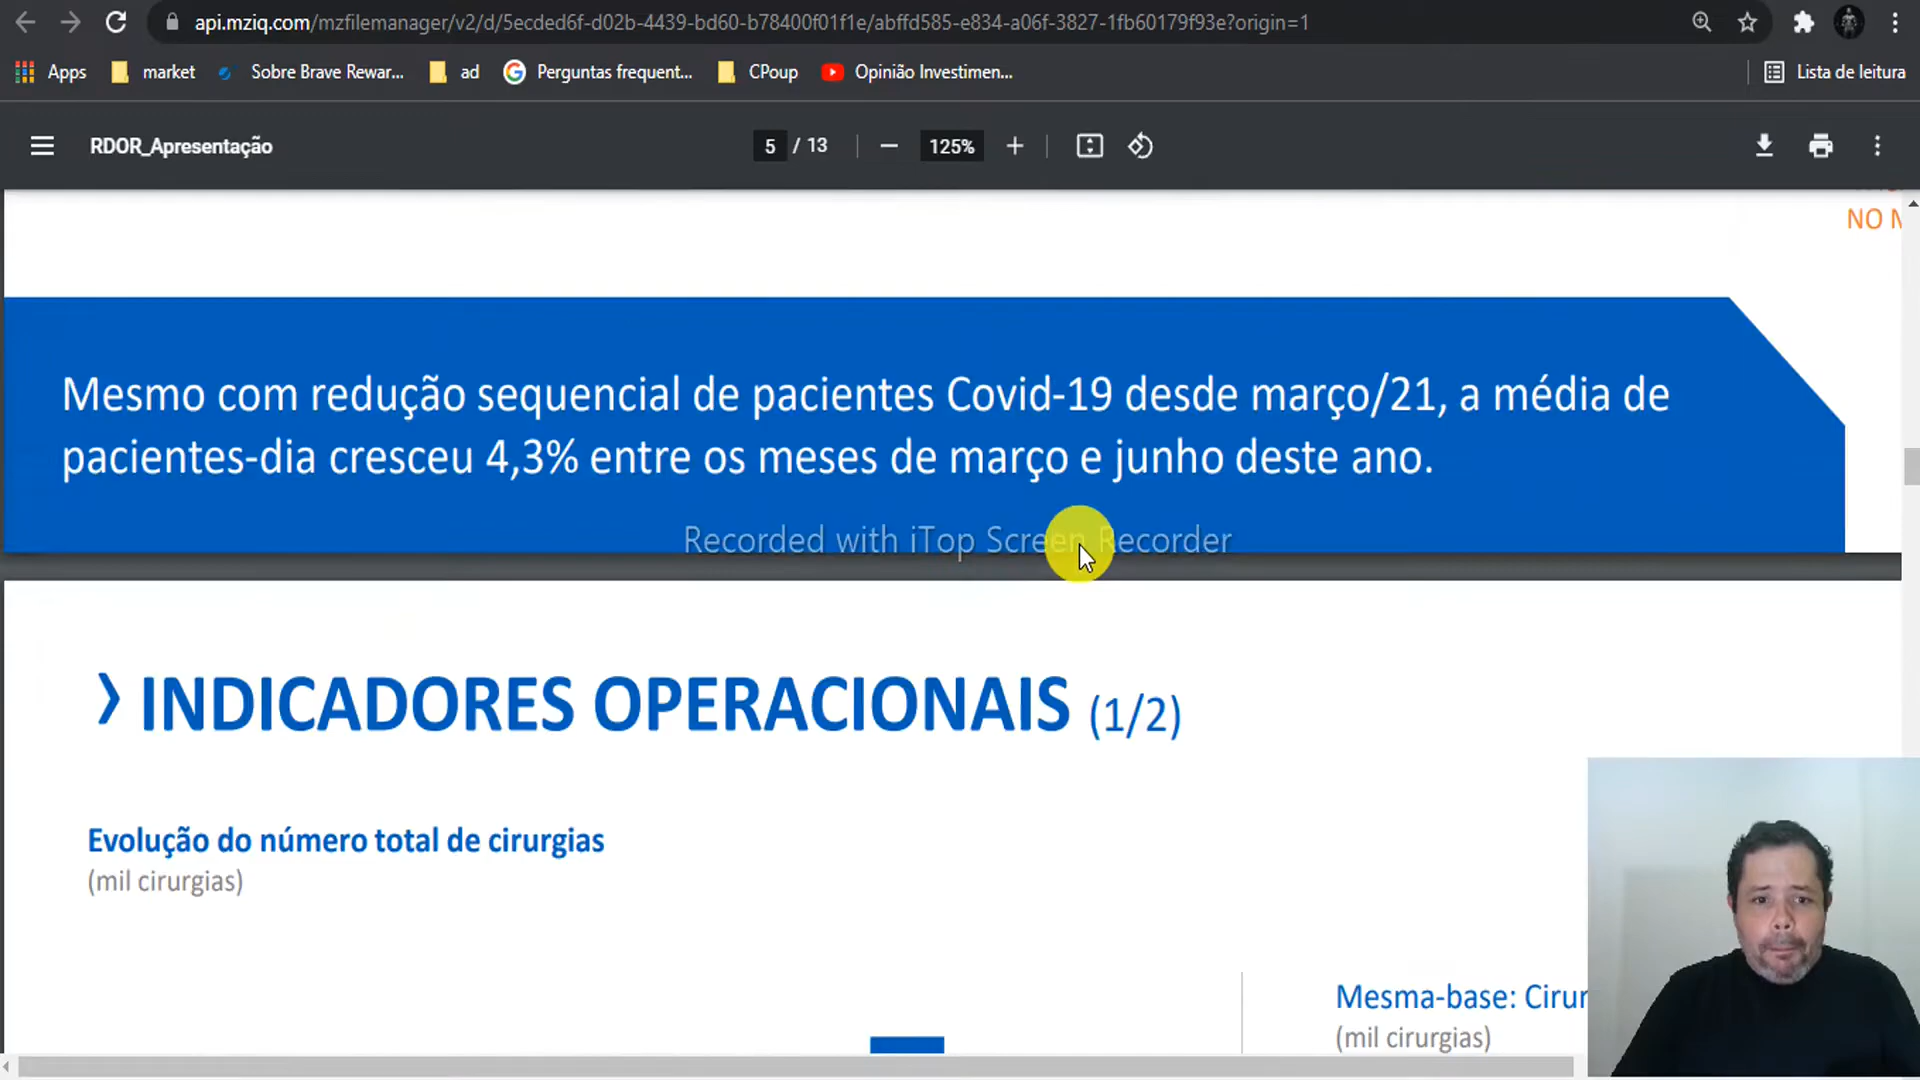 api.mziq.com/mzfilemanager/v2/d/5ecded6f-d02b-4439-bd60-b78400f01f1e/abffd585-e834-a06f-3827-1fb60179f93e?origin=1
Apps market Sobre Brave Rewar... ad Perguntas frequent... CPoup Opinião Investimen... Lista de leitura
RDOR_Apresentação 5 / 13 125%
NO
Mesmo com redução sequencial de pacientes Covid-19 desde março/21, a média de
pacientes-dia cresceu 4,3% entre os meses de março e junho deste ano.
Recorded with iTop Screen Recorder
INDICADORES OPERACIONAIS (1/2)
Evolução do número total de cirurgias
(mil cirurgias)
Mesma-base: Cirur
(mil cirurgias)